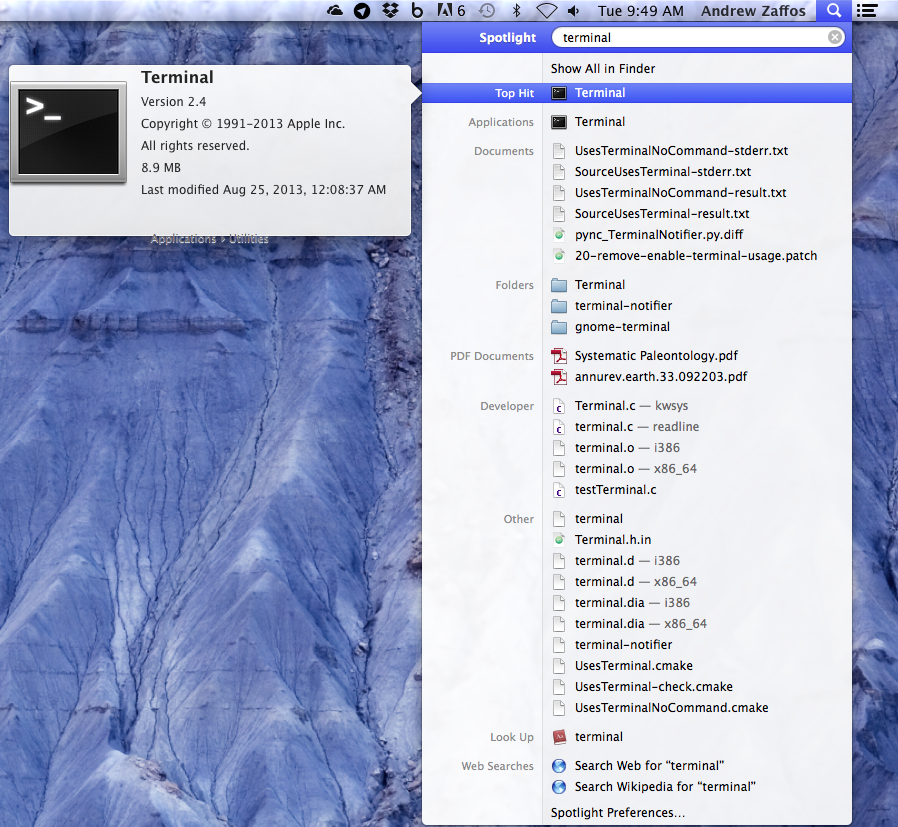 6 Tue 9:49 AM Andrew Zaffos
Spotlight terminal
Show All in Finder
Top Hit Terminal
Terminal
Version 2.4
Copyright © 1991-2013 Apple Inc.
All rights reserved.
8.9 MB
Last modified Aug 25, 2013, 12:08:37 AM
Applications › Utilities
>_
Applications Terminal
Documents UsesTerminalNoCommand-stderr.txt
SourceUsesTerminal-stderr.txt
UsesTerminalNoCommand-result.txt
SourceUsesTerminal-result.txt
pync_TerminalNotifier.py.diff
20-remove-enable-terminal-usage.patch
Folders Terminal
terminal-notifier
gnome-terminal
PDF Documents Systematic Paleontology.pdf
annurev.earth.33.092203.pdf
Developer Terminal.c — kwsys
terminal.c — readline
terminal.o — i386
terminal.o — x86_64
testTerminal.c
Other terminal
Terminal.h.in
terminal.d — i386
terminal.d — x86_64
terminal.dia — i386
terminal.dia — x86_64
terminal-notifier
UsesTerminal.cmake
UsesTerminal-check.cmake
UsesTerminalNoCommand.cmake
Look Up terminal
Web Searches Search Web for “terminal”
Search Wikipedia for “terminal”
Spotlight Preferences…